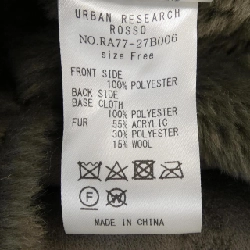 URBAN RESEARCH
ROSSO
NO.RA77-27B006
size Free
FRONT SIDE
100% POLYESTER
BACK SIDE
BASE CLOTH
100% POLYESTER
FUR 55% ACRYLIC
30% POLYESTER
15% WOOL
F W
MADE IN CHINA